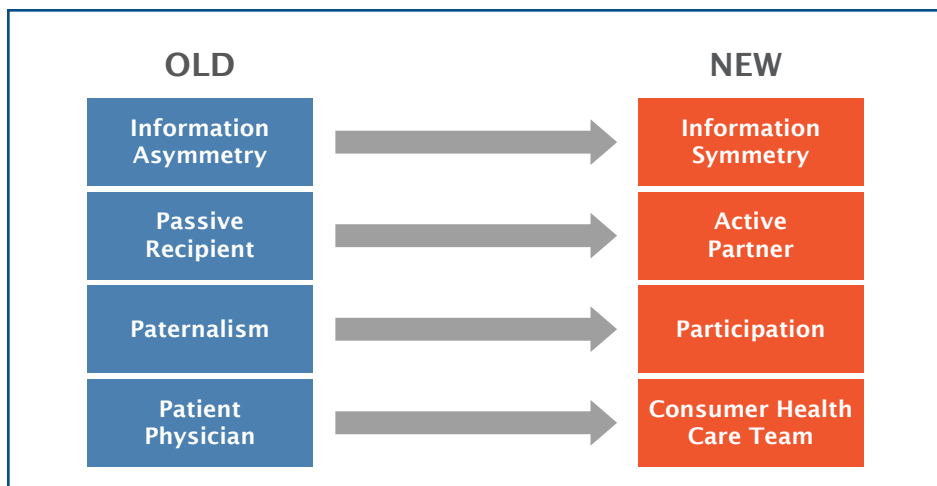 OLD
NEW
Information
Asymmetry
Information
Symmetry
Passive
Recipient
Active
Partner
Paternalism
Participation
Patient
Physician
Consumer Health
Care Team